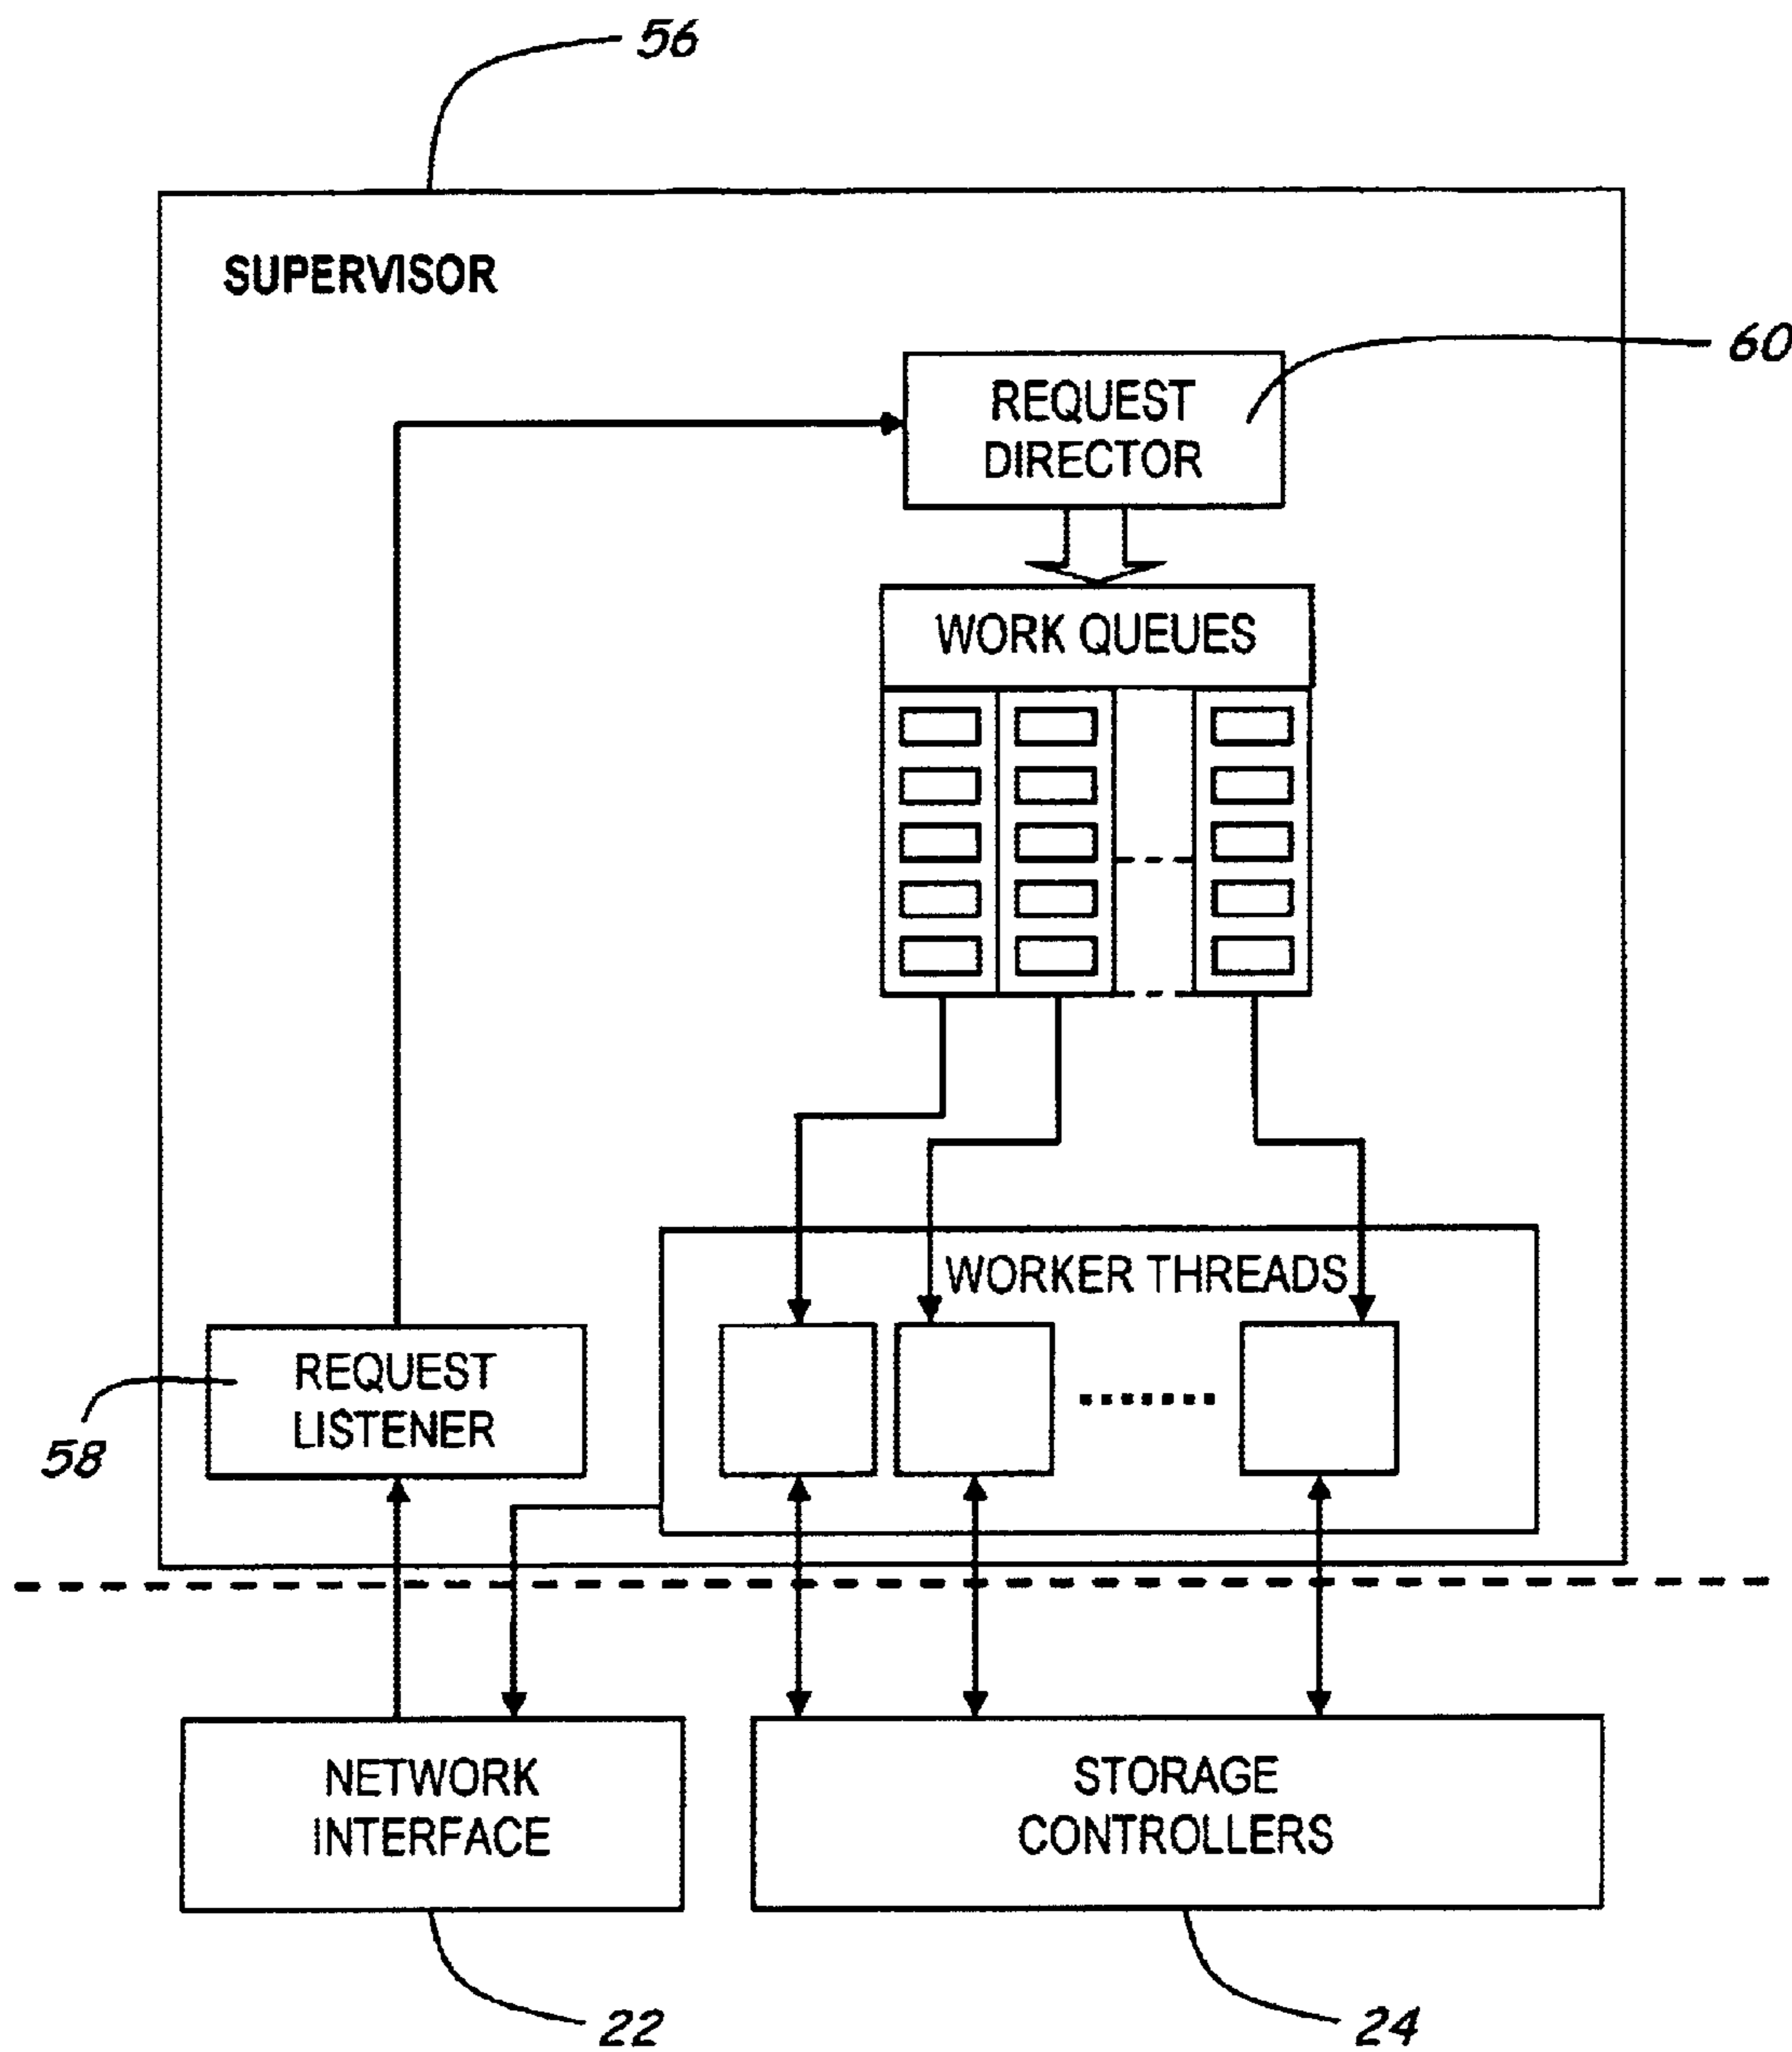 56
SUPERVISOR
60
REQUEST
DIRECTOR
WORK QUEUES
WORKER THREADS
REQUEST
LISTENER
58
NETWORK
INTERFACE
STORAGE
CONTROLLERS
22
24